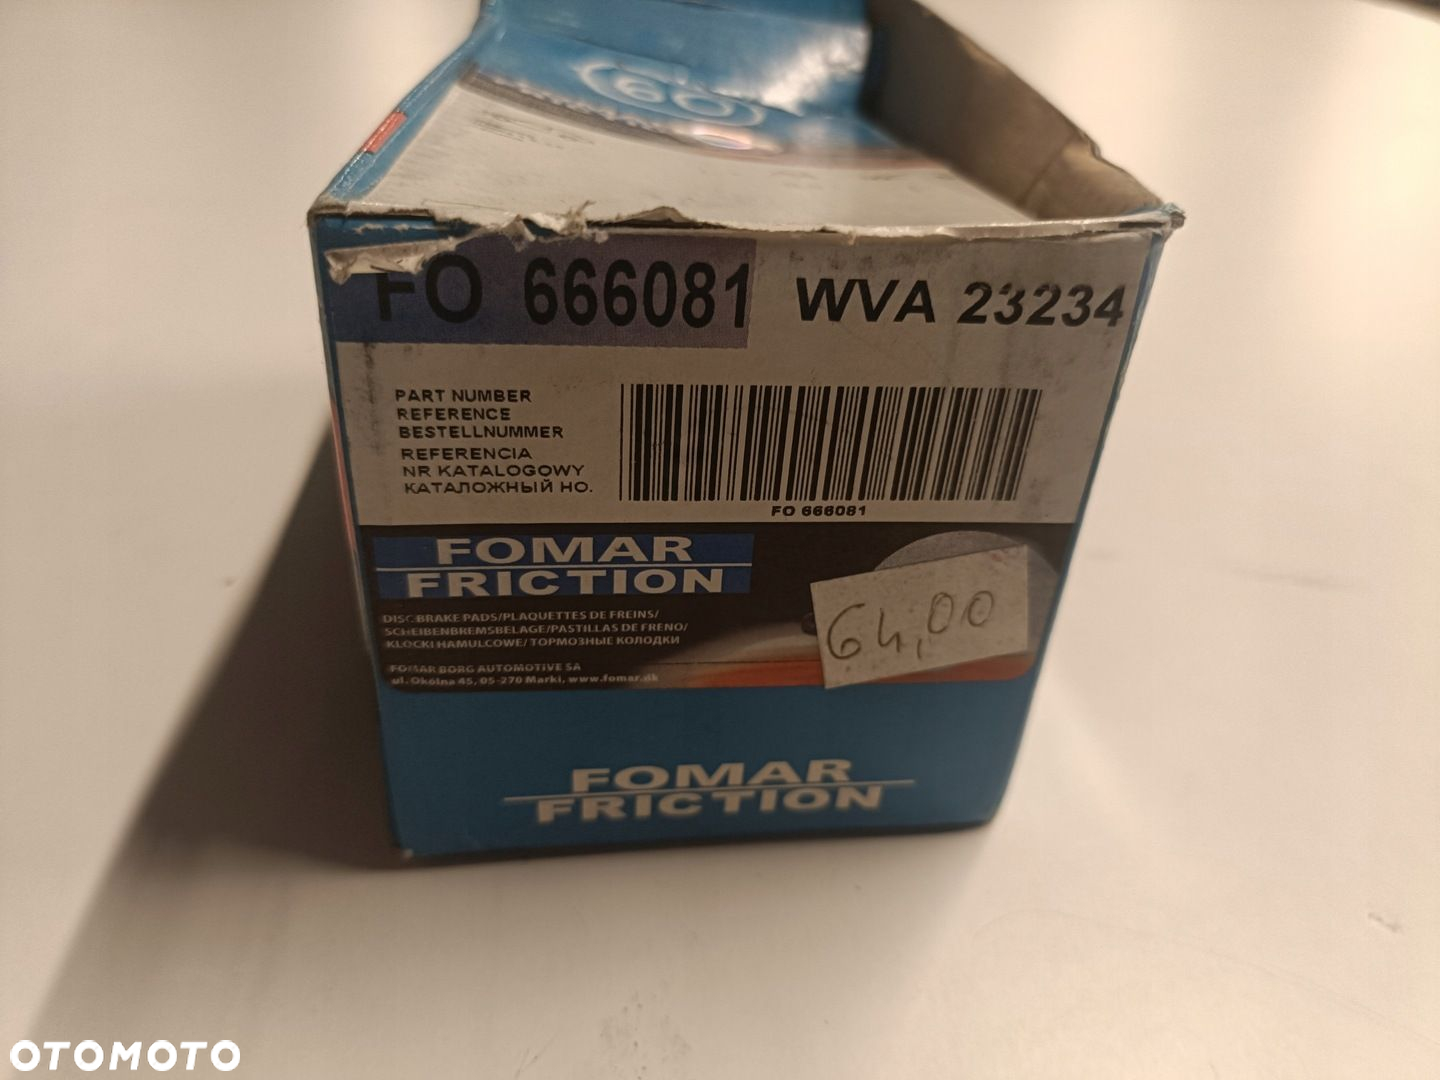 FO 666081 WVA 23234
PART NUMBER
REFERENCE
BESTELLNUMMER
REFERENCIA
NR KATALOGOWY
КАТАЛОЖНЫЙ НО.
FO 666081
FOMAR
FRICTION
DISC BRAKE PADS/PLAQUETTES DE FREINS/
SCHEIBENBREMSBELAGE/PASTILLAS DE FRENO/
KLOCKI HAMULCOWE/ ТОРМОЗНЫЕ КОЛОДКИ
FOMAR BORG AUTOMOTIVE SA
ul. Okólna 45, 05-270 Marki, www.fomar.dk
64,00
FOMAR
FRICTION
OTOMOTO